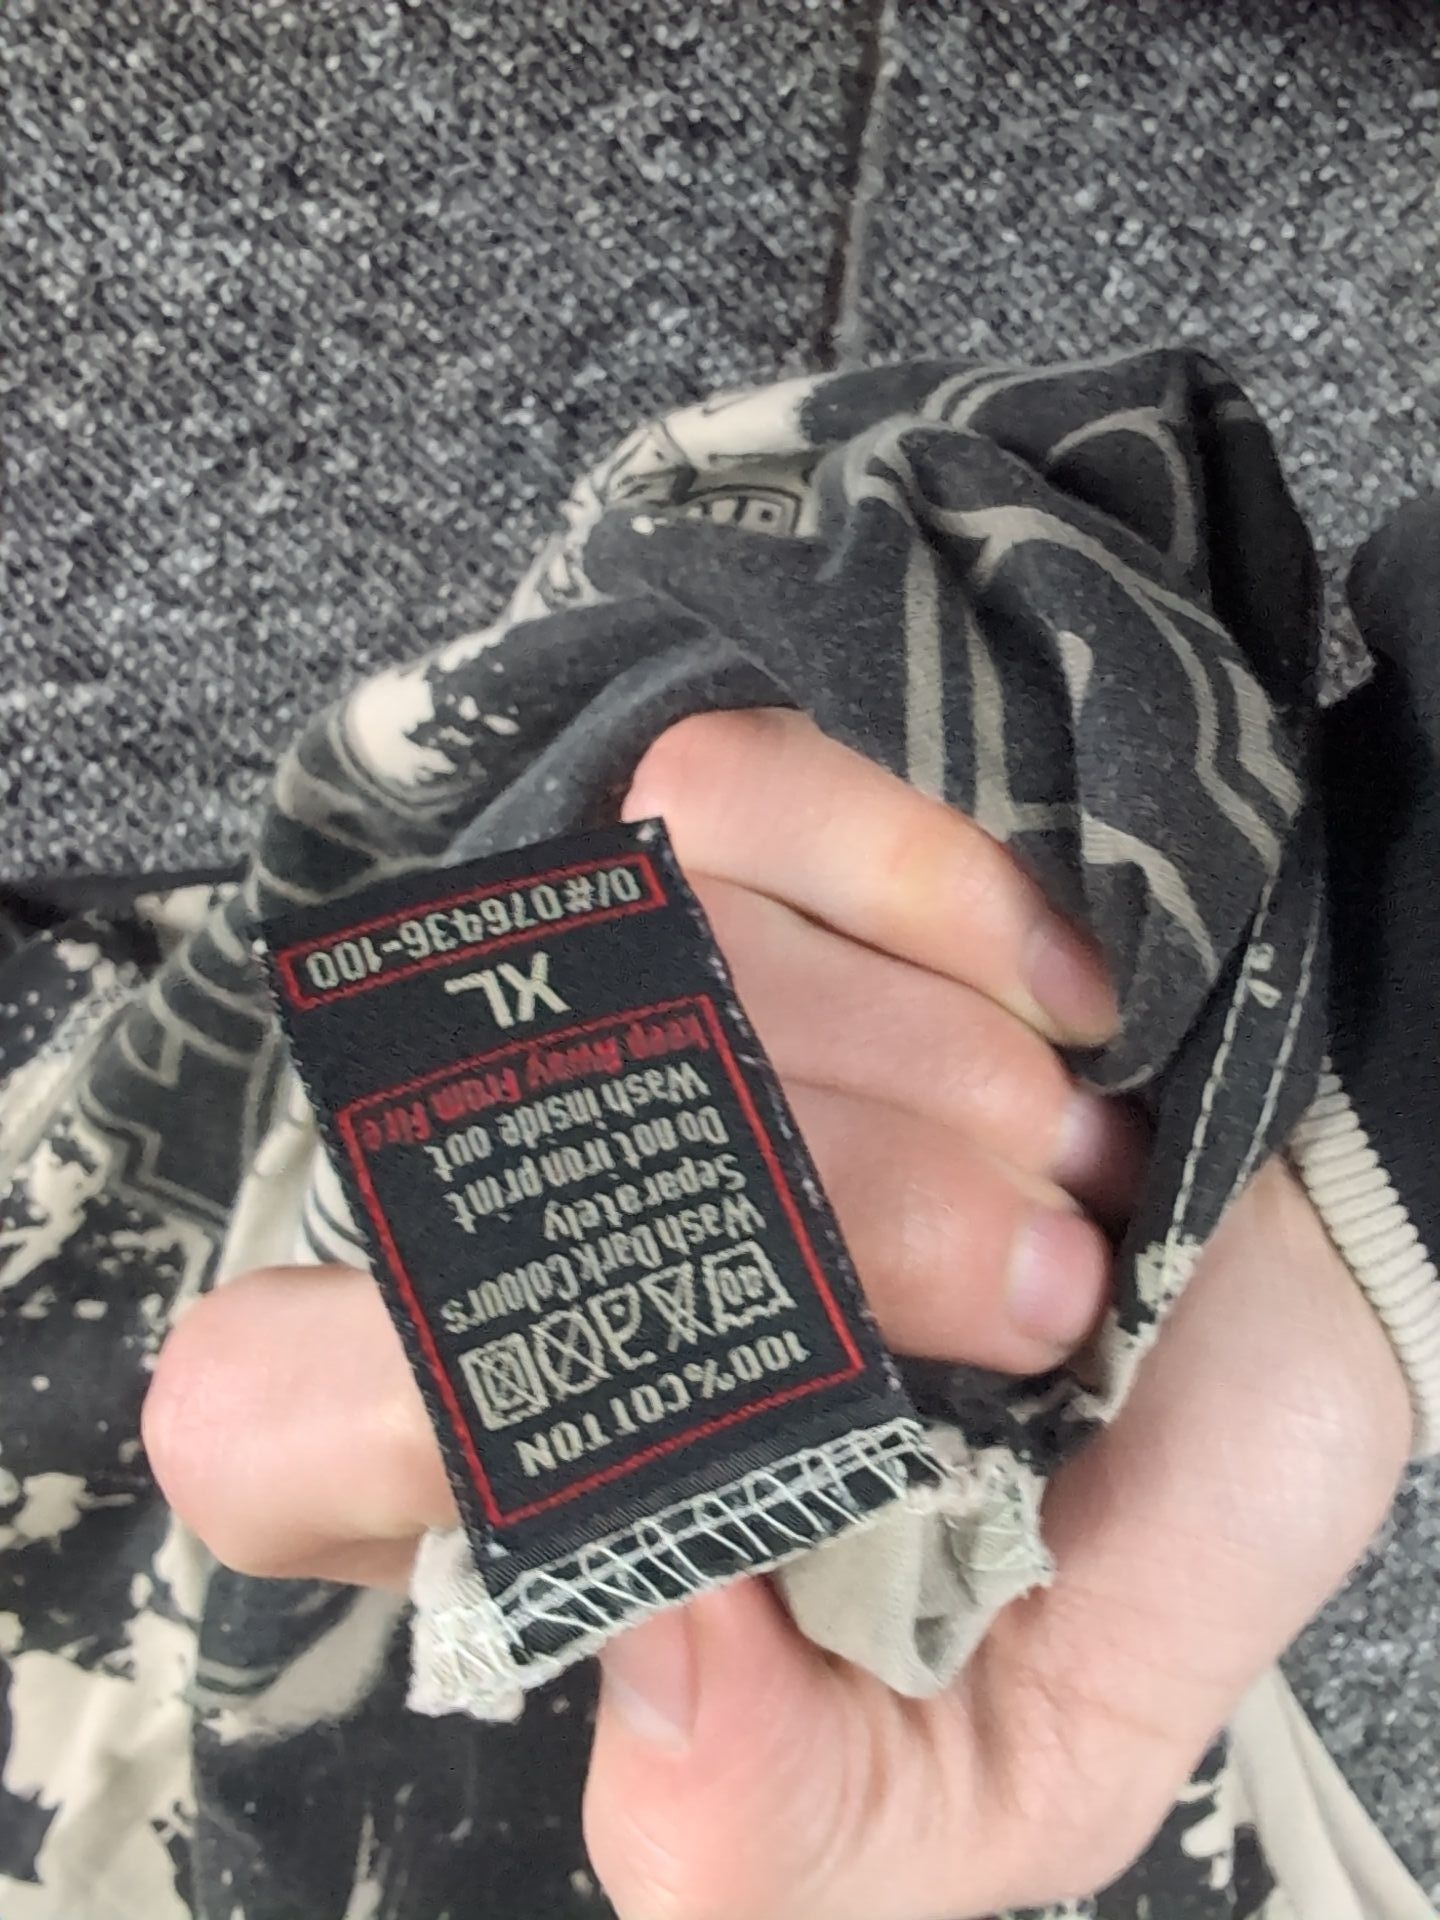 100% COTTON
40
Wash Dark Colours
Separately
Do not iron print
Wash inside out
keep Away From Fire
XL
D/#076436-100